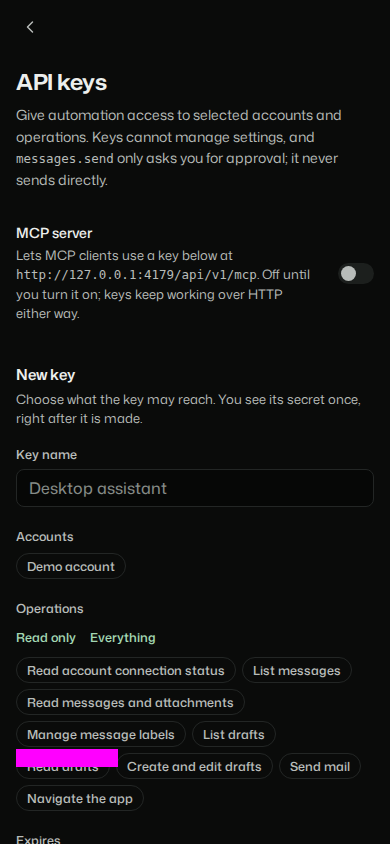 API keys
Give automation access to selected accounts and
operations. Keys cannot manage settings, and
messages.send only asks you for approval; it never
sends directly.
MCP server
Lets MCP clients use a key below at
http://127.0.0.1:4179/api/v1/mcp. Off until
you turn it on; keys keep working over HTTP
either way.
New key
Choose what the key may reach. You see its secret once,
right after it is made.
Key name
Desktop assistant
Accounts
Demo account
Operations
Read only Everything
Read account connection status List messages
Read messages and attachments
Manage message labels List drafts
Create and edit drafts Send mail
Navigate the app
Expires